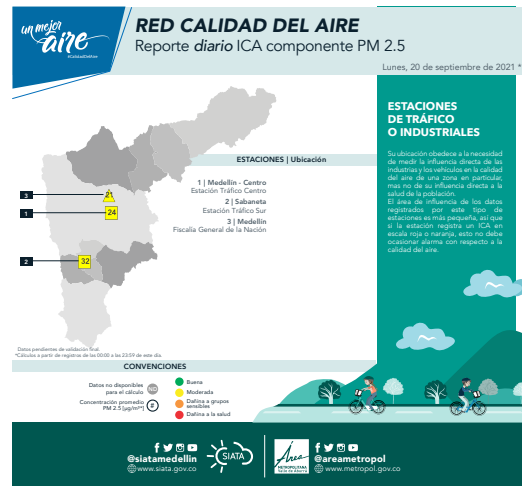 un mejor
aire
#CalidadDelAire
RED CALIDAD DEL AIRE
Reporte diario ICA componente PM 2.5
Lunes, 20 de septiembre de 2021 *
ESTACIONES
DE TRÁFICO
O INDUSTRIALES
Su ubicación obedece a la necesidad
de medir la influencia directa de las
industrias y los vehículos en la calidad
del aire de una zona en particular,
mas no de su influencia directa a la
salud de la población.
El área de influencia de los datos
registrados por este tipo de
estaciones es más pequeña, así que
si la estación registra un ICA en
escala roja o naranja, esto no debe
ocasionar alarma con respecto a la
calidad del aire.
ESTACIONES | Ubicación
1 | Medellín - Centro
Estación Tráfico Centro
2 | Sabaneta
Estación Tráfico Sur
3 | Medellín
Fiscalía General de la Nación
3
21
1
24
2
32
Datos pendientes de validación final.
*Cálculos a partir de registros de las 00:00 a las 23:59 de este día.
CONVENCIONES
Datos no disponibles
para el cálculo
ND
Concentración promedio
PM 2.5 [µg/m³*]
#
Buena
Moderada
Dañina a grupos
sensibles
Dañina a la salud
@siatamedellin
www.siata.gov.co
SIATA
Área
METROPOLITANA
Valle de Aburrá
@areametropol
www.metropol.gov.co